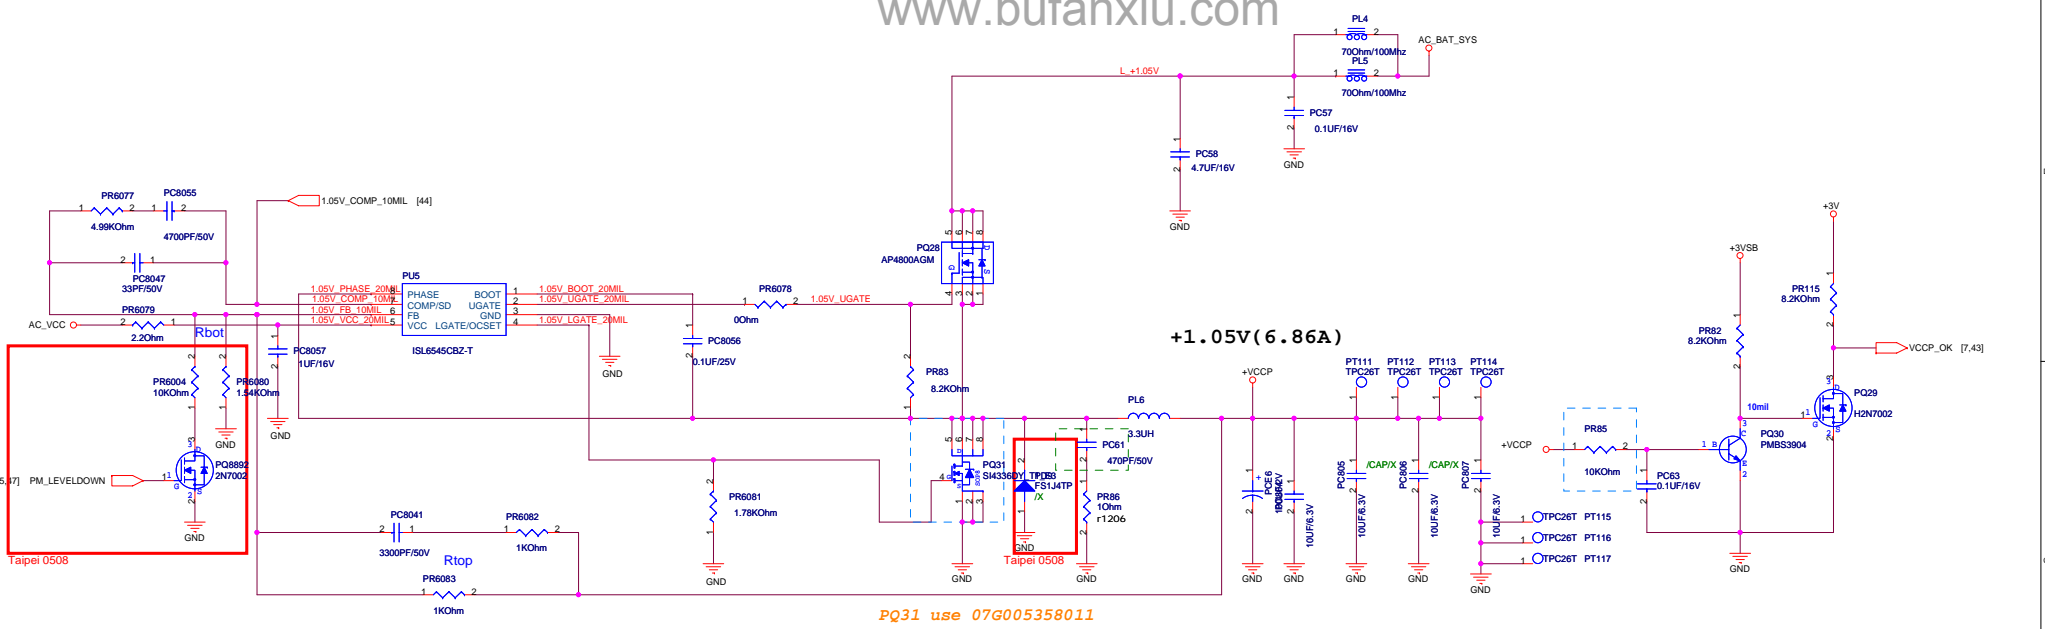 www.bufanxiu.com
PL4
70Ohm/100Mhz
AC_BAT_SYS
PL5
70Ohm/100Mhz
L_+1.05V
PC57
0.1UF/16V
GND
PC58
4.7UF/16V
GND
PR6077
4.99KOhm
PC8055
4700PF/50V
1.05V_COMP_10MIL [44]
PC8047
33PF/50V
PR6079
2.2Ohm
AC_VCC
Rbot
PU5
1.05V_PHASE_20MIL
1.05V_COMP_10MIL
1.05V_FB_10MIL
1.05V_VCC_20MIL
PHASE
COMP/SD
FB
VCC
BOOT
UGATE
GND
LGATE/OCSET
ISL6545CBZ-T
1.05V_BOOT_20MIL
1.05V_UGATE_20MIL
1.05V_LGATE_20MIL
PR6078
0Ohm
1.05V_UGATE
PQ28
AP4800AGM
PC8057
1UF/16V
GND
PC8056
0.1UF/25V
GND
PR83
8.2KOhm
PR6004
10KOhm
PR6080
1.54KOhm
GND
PQ8892
2N7002
PM_LEVELDOWN
GND
Taipei 0508
PC8041
3300PF/50V
PR6082
1KOhm
Rtop
PR6083
1KOhm
PR6081
1.78KOhm
GND
PQ31
SI4336DY_T1_E3
GND
FS1J4TP
/X
GND
Taipei 0508
PC61
470PF/50V
PR86
1Ohm
r1206
GND
PQ31 use 07G005358011
PL6
3.3UH
+1.05V(6.86A)
+VCCP
PT111
TPC26T
PT112
TPC26T
PT113
TPC26T
PT114
TPC26T
PCE6
GND
10UF/6.3V
GND
PC805
10UF/6.3V
GND
/CAP/X
PC806
10UF/6.3V
GND
/CAP/X
PC807
10UF/6.3V
GND
TPC26T PT115
TPC26T PT116
TPC26T PT117
+VCCP
PR85
10KOhm
PC63
0.1UF/16V
+3VSB
PR82
8.2KOhm
10mil
PQ30
PMBS3904
GND
+3V
PR115
8.2KOhm
VCCP_OK [7,43]
PQ29
H2N7002